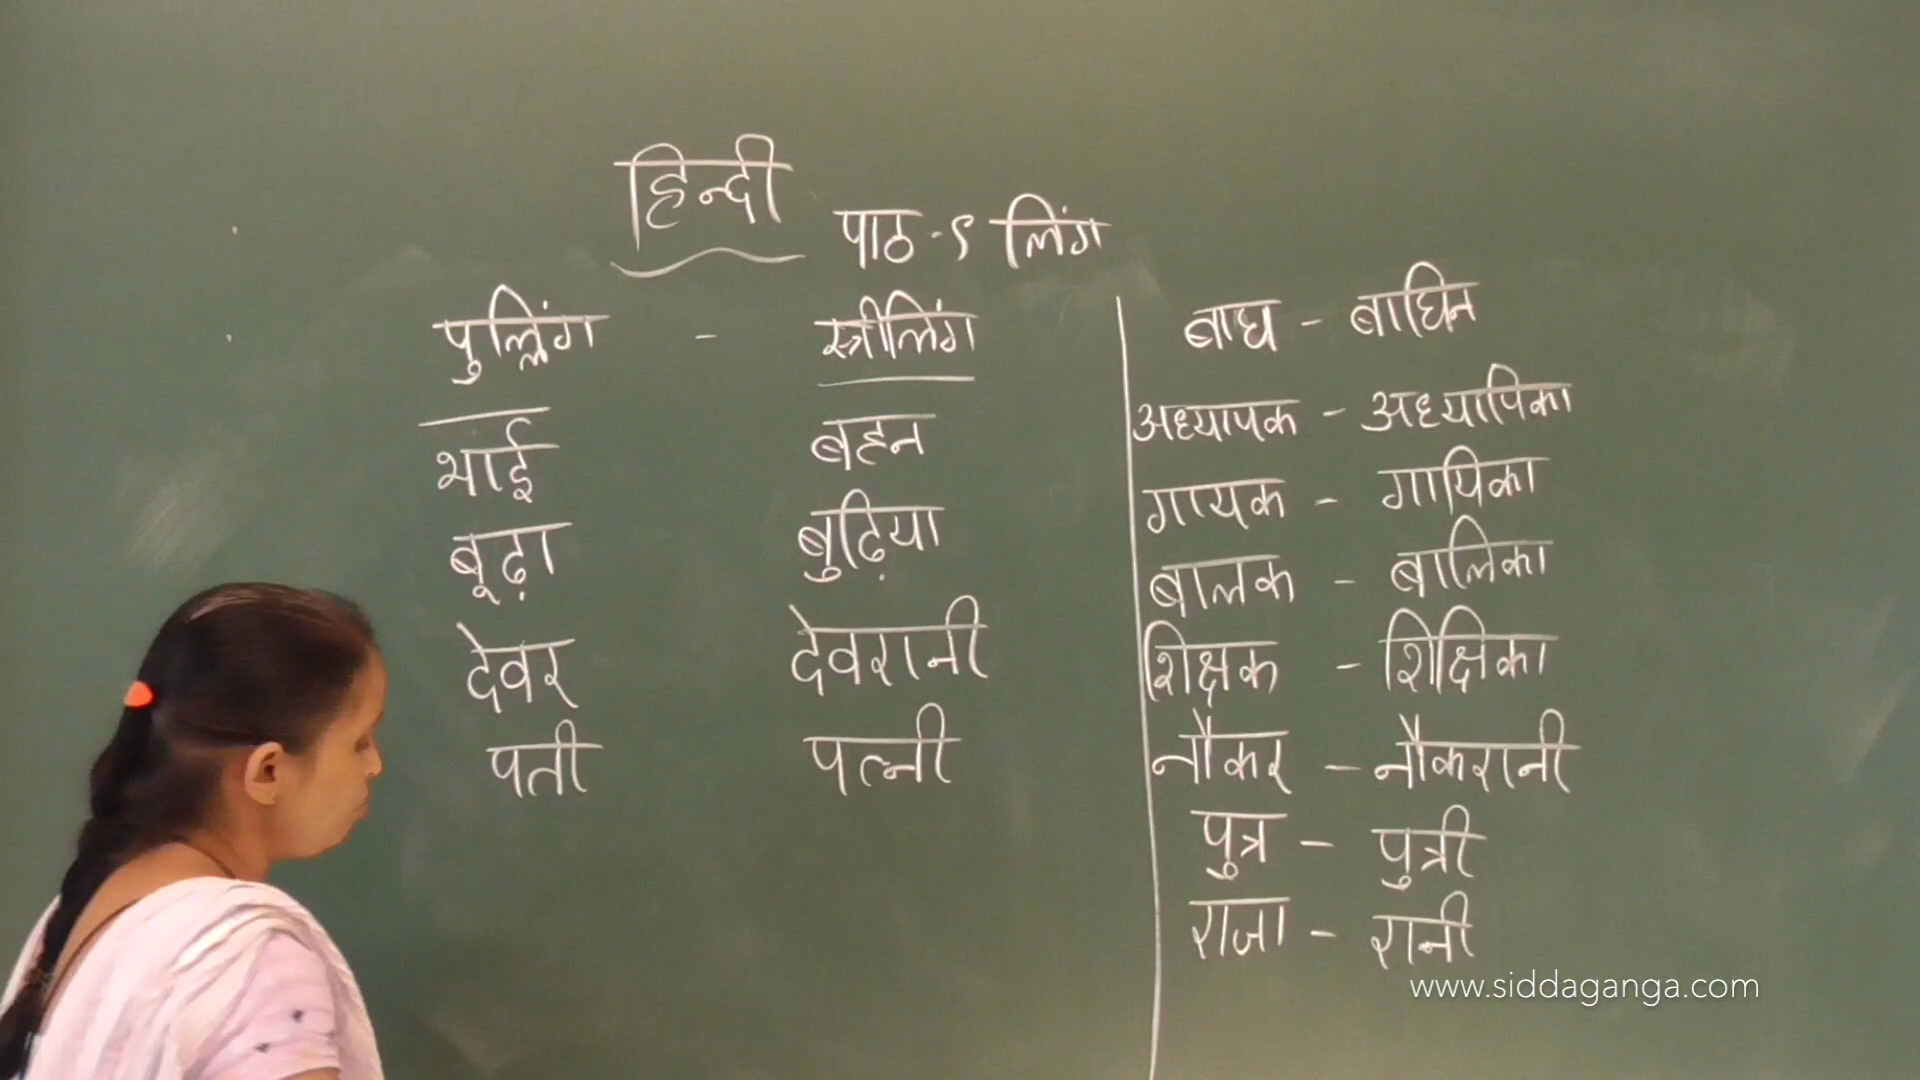 हिन्दी
पाठ-९ लिंग
पुल्लिंग - स्त्रीलिंग
भाई बहन
बूढ़ा बुढ़िया
देवर देवरानी
पती पत्नी
बाघ - बाघिन
अध्यापक - अध्यापिका
गायक - गायिका
बालक - बालिका
शिक्षक - शिक्षिका
नौकर - नौकरानी
पुत्र - पुत्री
राजा - रानी
www.siddaganga.com